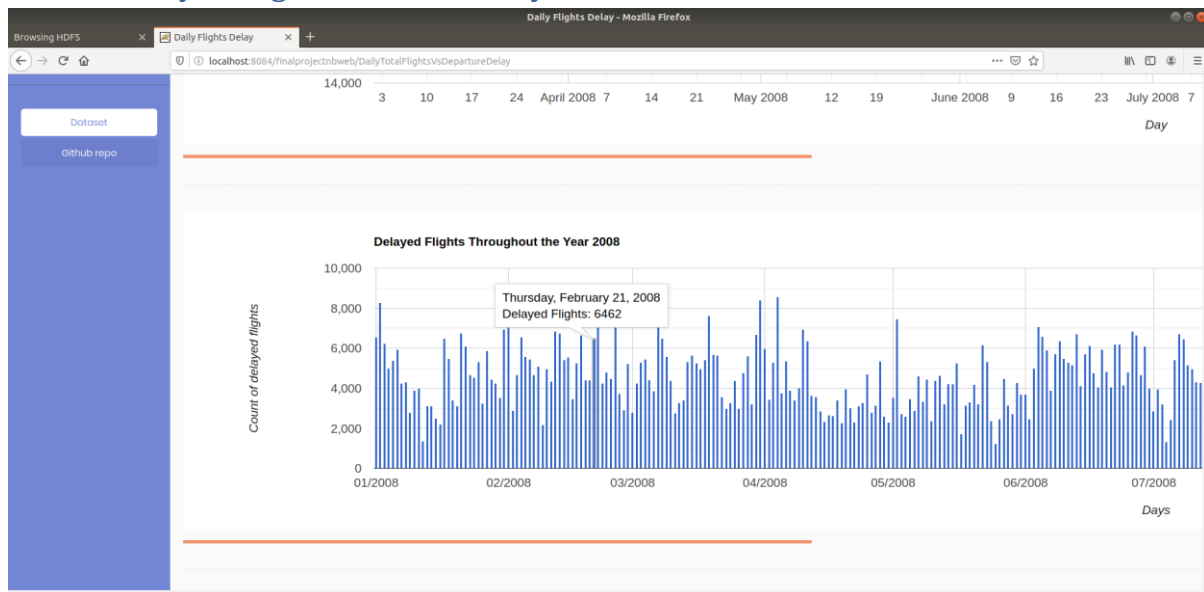 Daily Flights Delay - Mozilla Firefox
Browsing HDFS
Daily Flights Delay
localhost:8084/finalprojectnbweb/DailyTotalFlightsVsDepartureDelay
Dataset
Github repo
14,000
3 10 17 24 April 2008 7 14 21 May 2008 12 19 June 2008 9 16 23 July 2008 7
Day
Delayed Flights Throughout the Year 2008
10,000
8,000
6,000
4,000
2,000
0
Count of delayed flights
Thursday, February 21, 2008
Delayed Flights: 6462
01/2008 02/2008 03/2008 04/2008 05/2008 06/2008 07/2008
Days